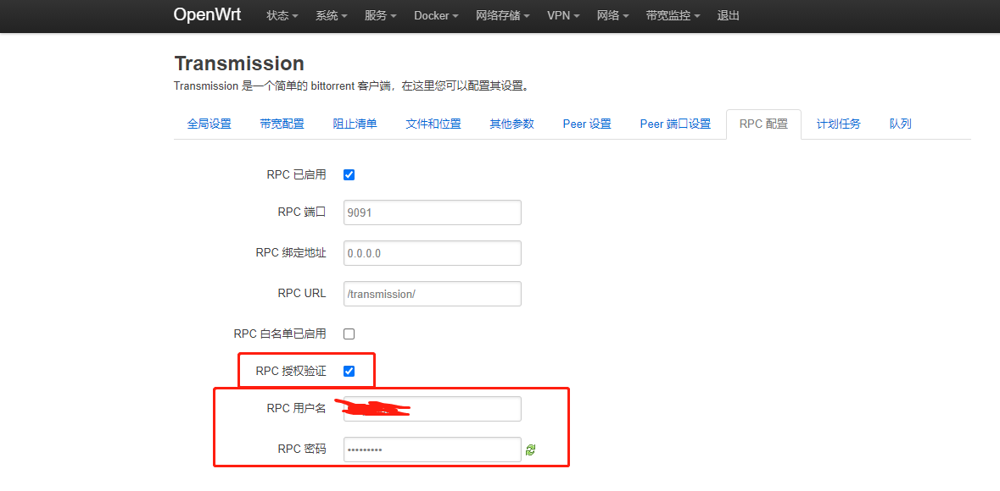 OpenWrt 状态 系统 服务 Docker 网络存储 VPN 网络 带宽监控 退出
Transmission
Transmission 是一个简单的 bittorrent 客户端，在这里您可以配置其设置。
全局设置 带宽配置 阻止清单 文件和位置 其他参数 Peer 设置 Peer 端口设置 RPC 配置 计划任务 队列
RPC 已启用
RPC 端口 9091
RPC 绑定地址 0.0.0.0
RPC URL /transmission/
RPC 白名单已启用
RPC 授权验证
RPC 用户名
RPC 密码 •••••••••